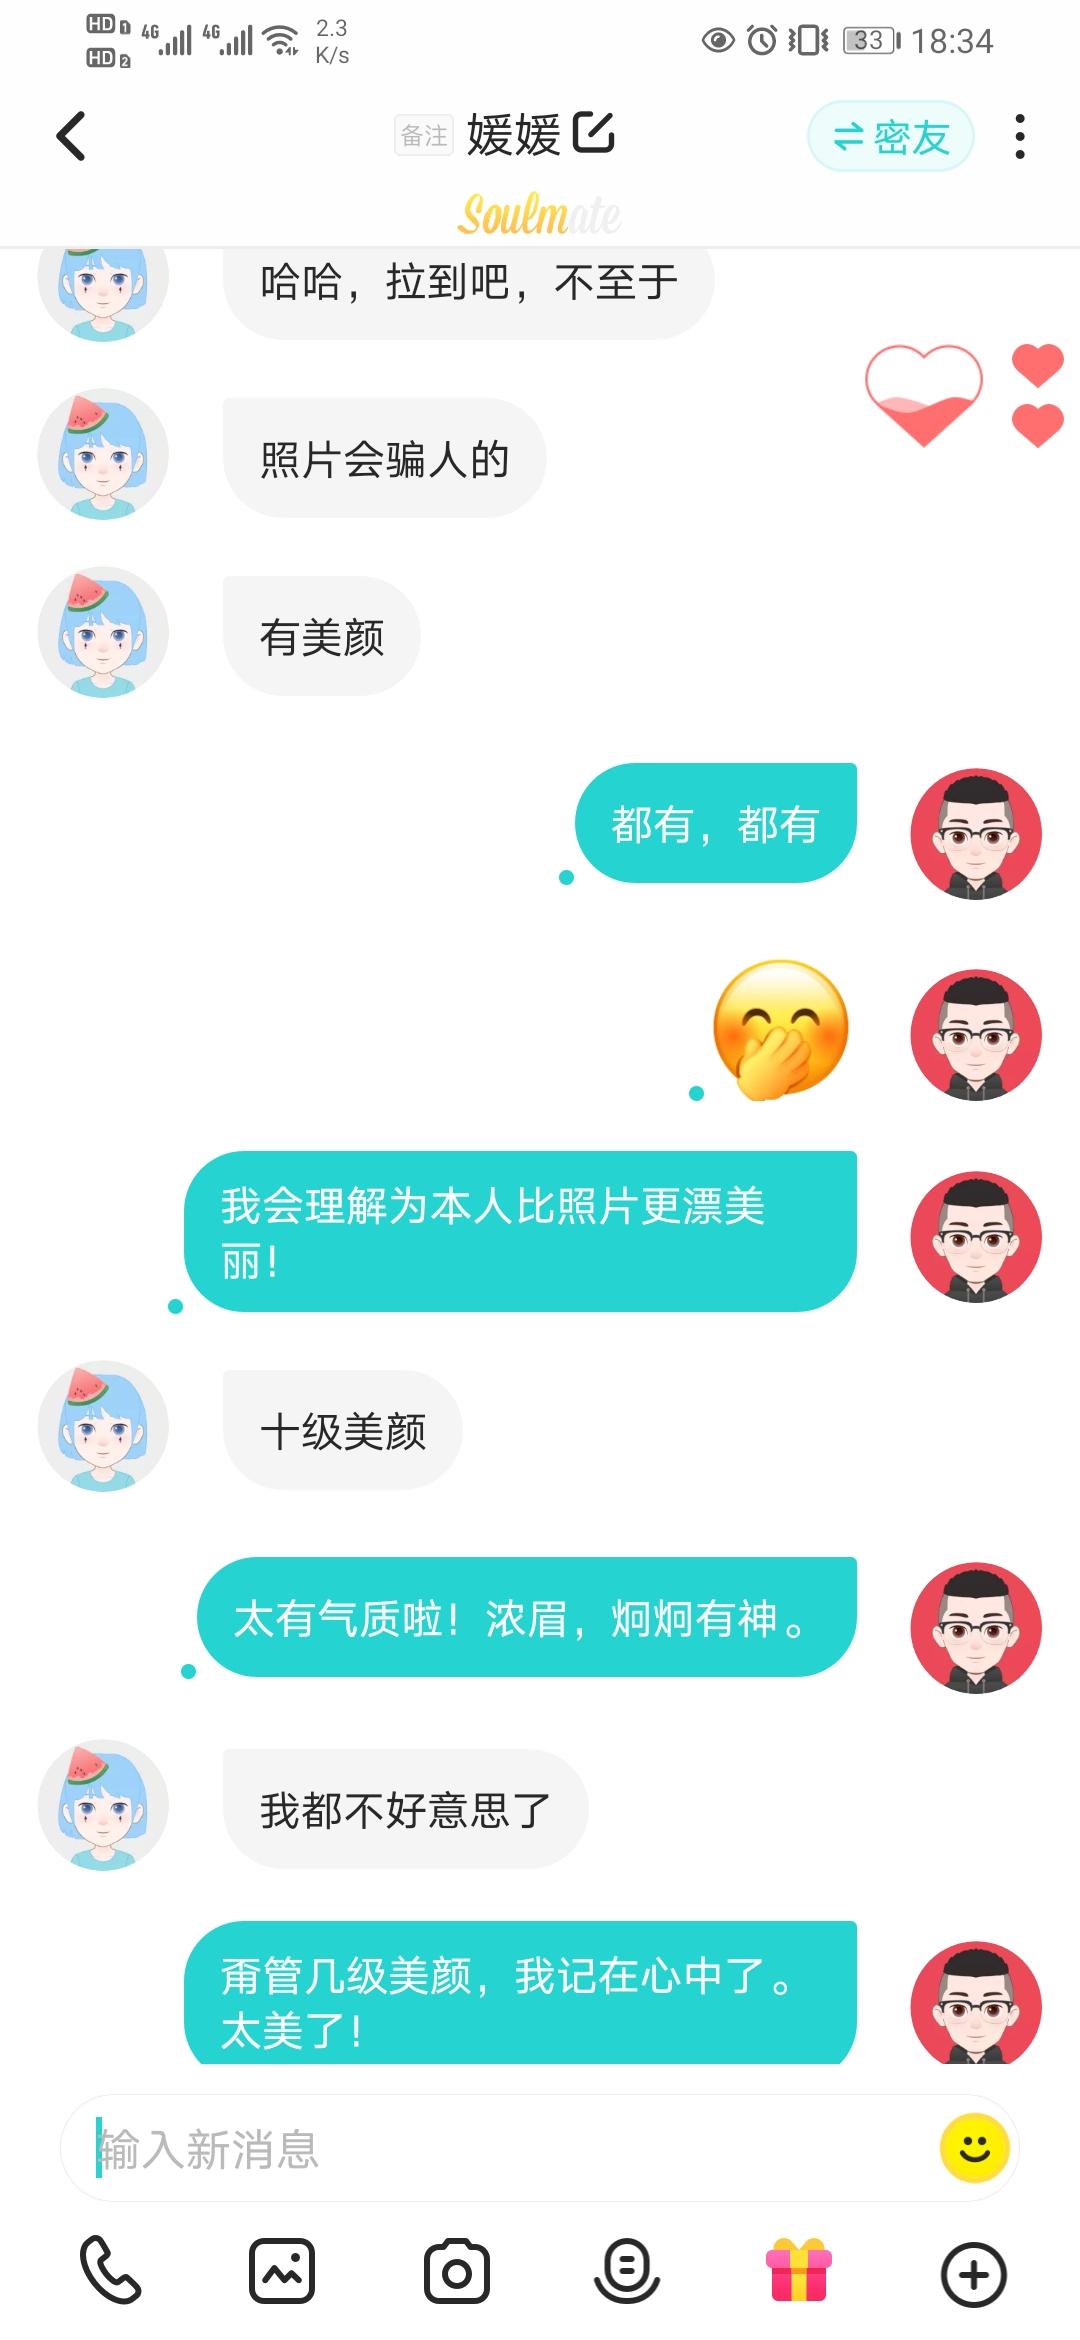 HD 1 4G 4G 2.3
HD 2 K/s
33 18:34
备注 媛媛 密友
Soulmate
哈哈，拉到吧，不至于
照片会骗人的
有美颜
都有，都有
我会理解为本人比照片更漂美
丽！
十级美颜
太有气质啦！浓眉，炯炯有神。
我都不好意思了
甭管几级美颜，我记在心中了。
太美了！
输入新消息